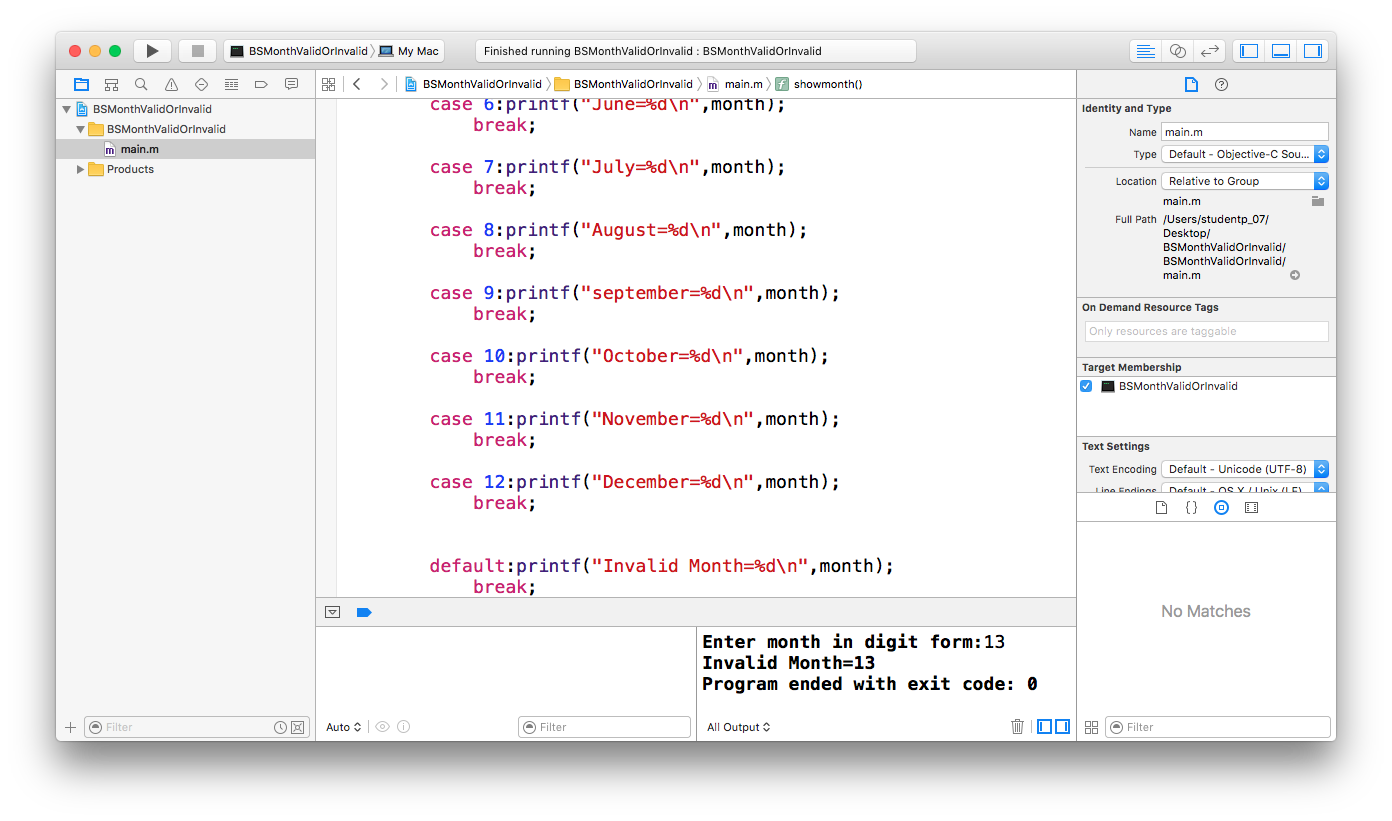 BSMonthValidOrInvalid
My Mac
Finished running BSMonthValidOrInvalid : BSMonthValidOrInvalid
BSMonthValidOrInvalid
BSMonthValidOrInvalid
main.m
Products
Filter
BSMonthValidOrInvalid
BSMonthValidOrInvalid
main.m
showmonth()
case 6:printf("June=%d\n",month);
break;
case 7:printf("July=%d\n",month);
break;
case 8:printf("August=%d\n",month);
break;
case 9:printf("september=%d\n",month);
break;
case 10:printf("October=%d\n",month);
break;
case 11:printf("November=%d\n",month);
break;
case 12:printf("December=%d\n",month);
break;
default:printf("Invalid Month=%d\n",month);
break;
Auto
Filter
Enter month in digit form:13
Invalid Month=13
Program ended with exit code: 0
All Output
Identity and Type
Name main.m
Type Default - Objective-C Sou...
Location Relative to Group
main.m
Full Path /Users/studentp_07/
Desktop/
BSMonthValidOrInvalid/
BSMonthValidOrInvalid/
main.m
On Demand Resource Tags
Only resources are taggable
Target Membership
BSMonthValidOrInvalid
Text Settings
Text Encoding Default - Unicode (UTF-8)
Line Endings Default - OS X / Unix (LF)
No Matches
Filter